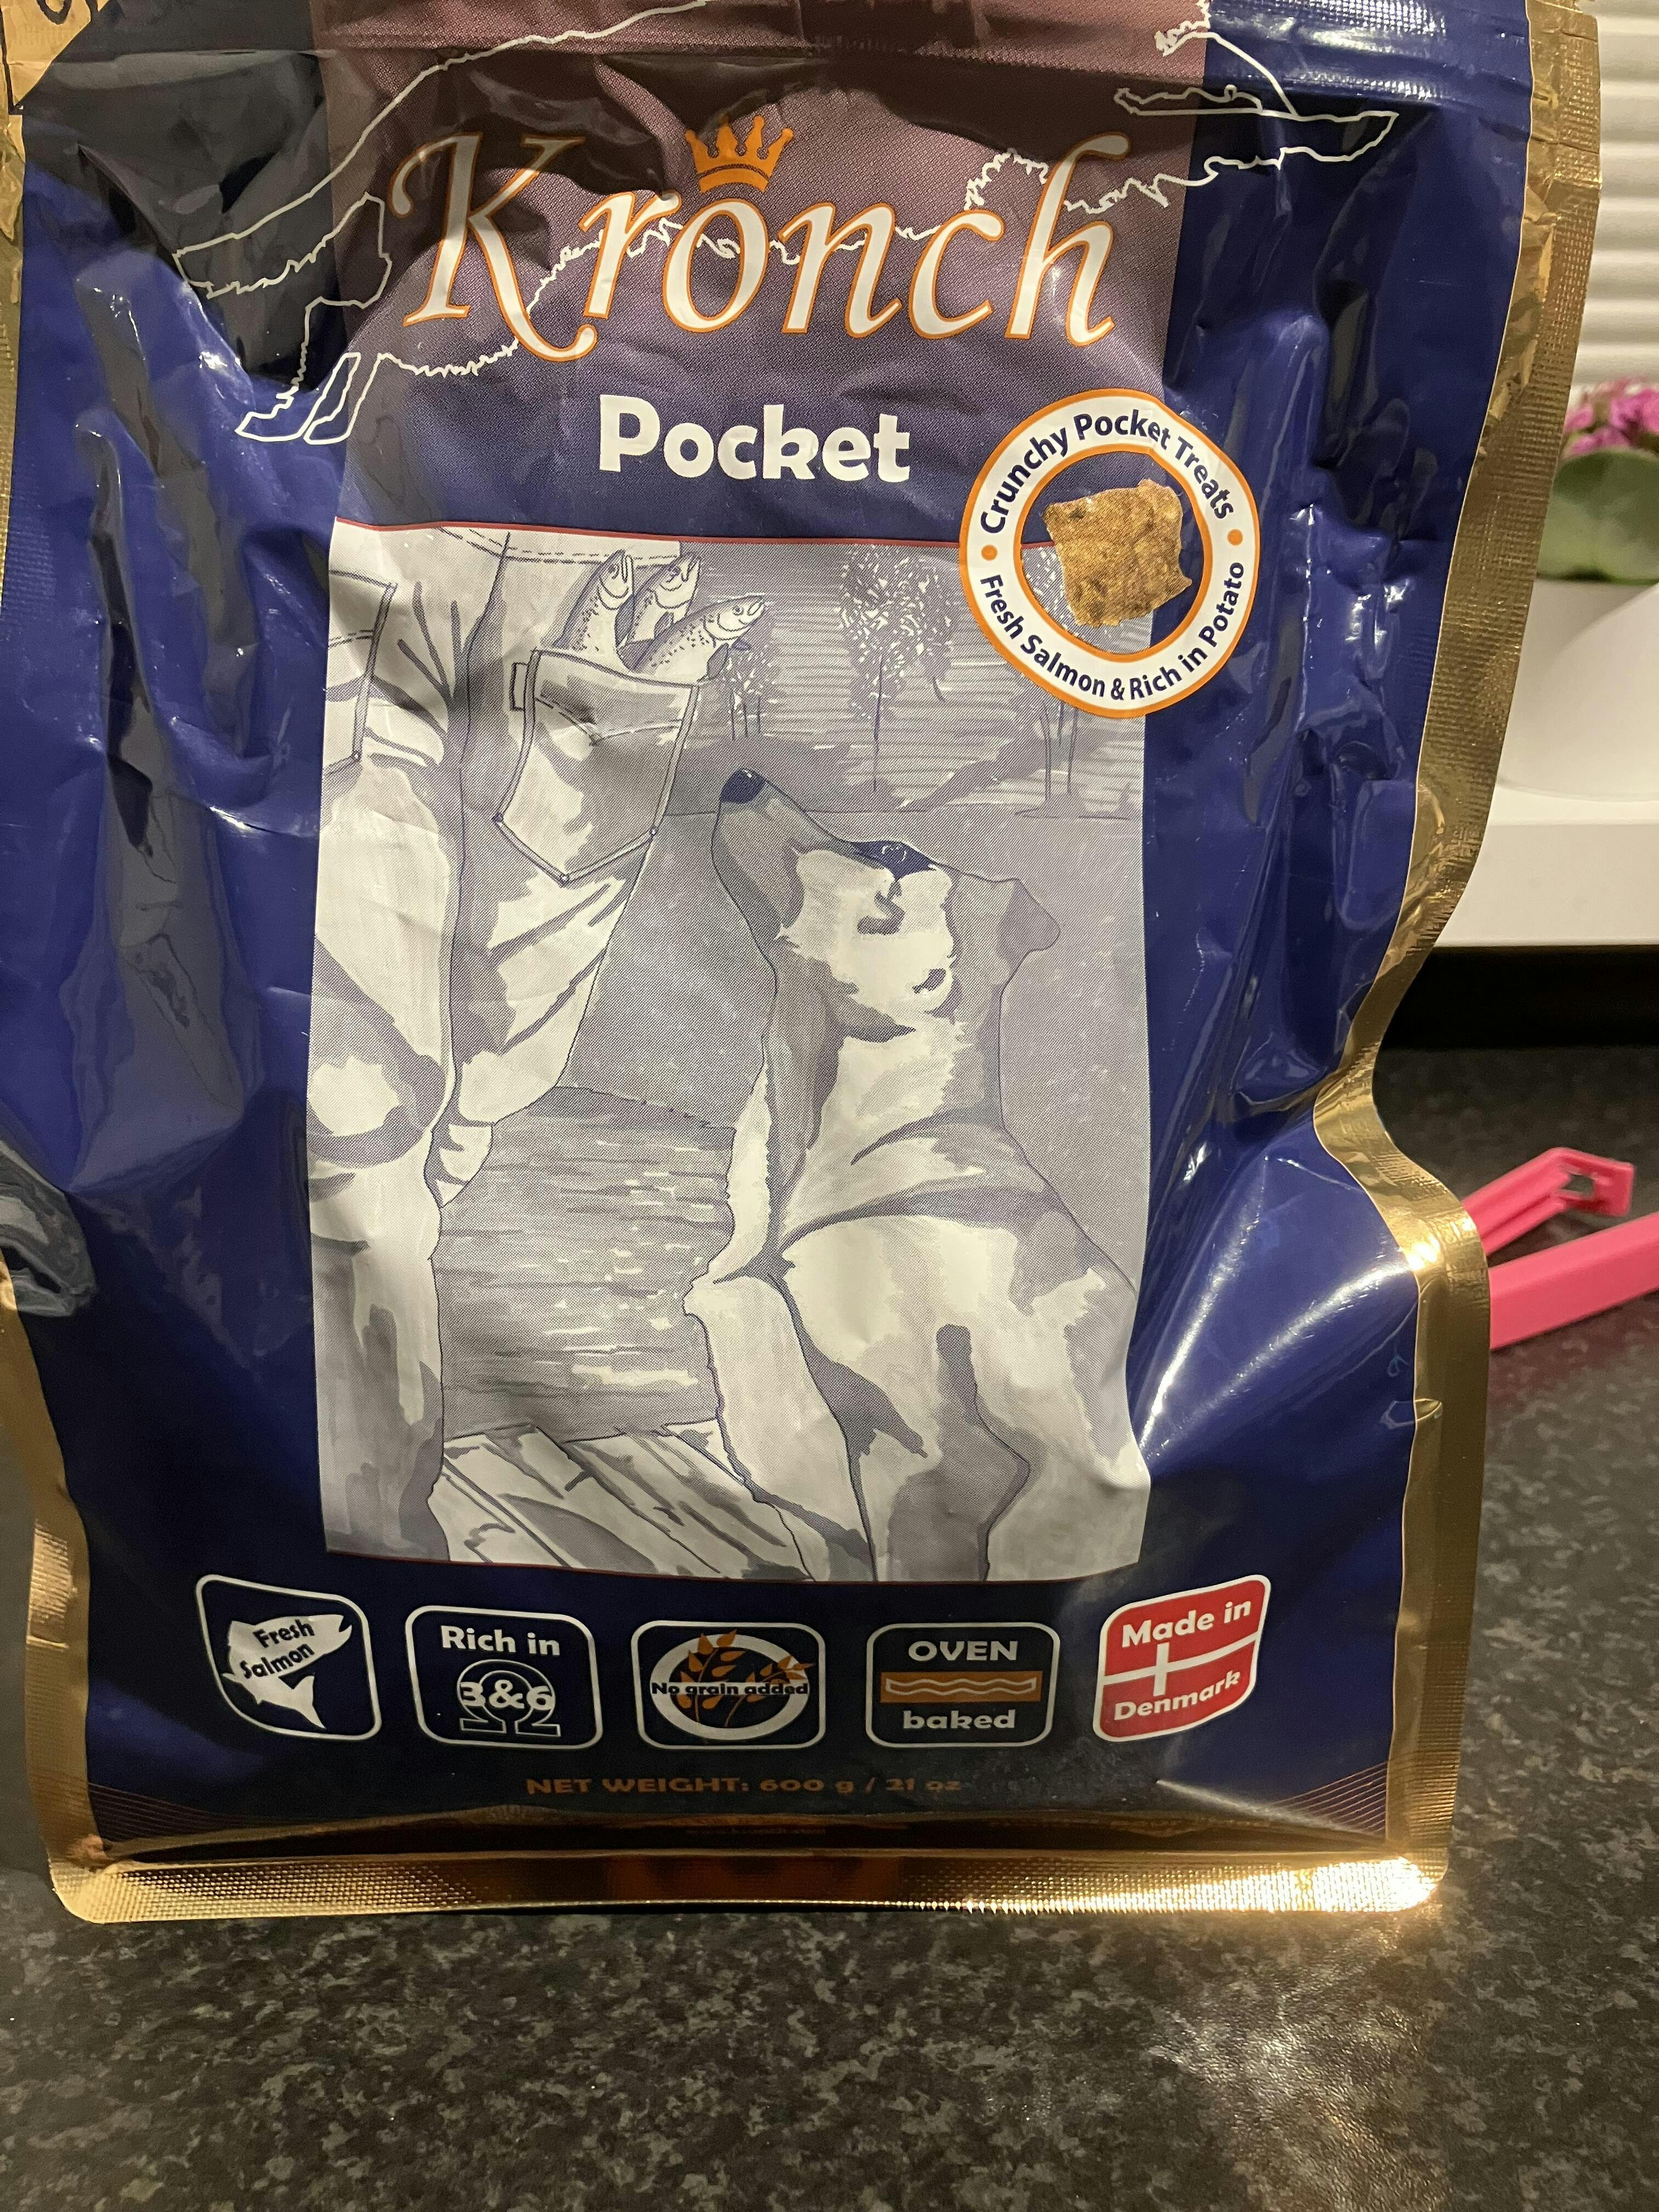 Kronch
Pocket
Crunchy Pocket Treats
Fresh Salmon & Rich in Potato
Fresh
Salmon
Rich in
3&6
No grain added
OVEN
baked
Made in
Denmark
NET WEIGHT: 600 g / 21 oz